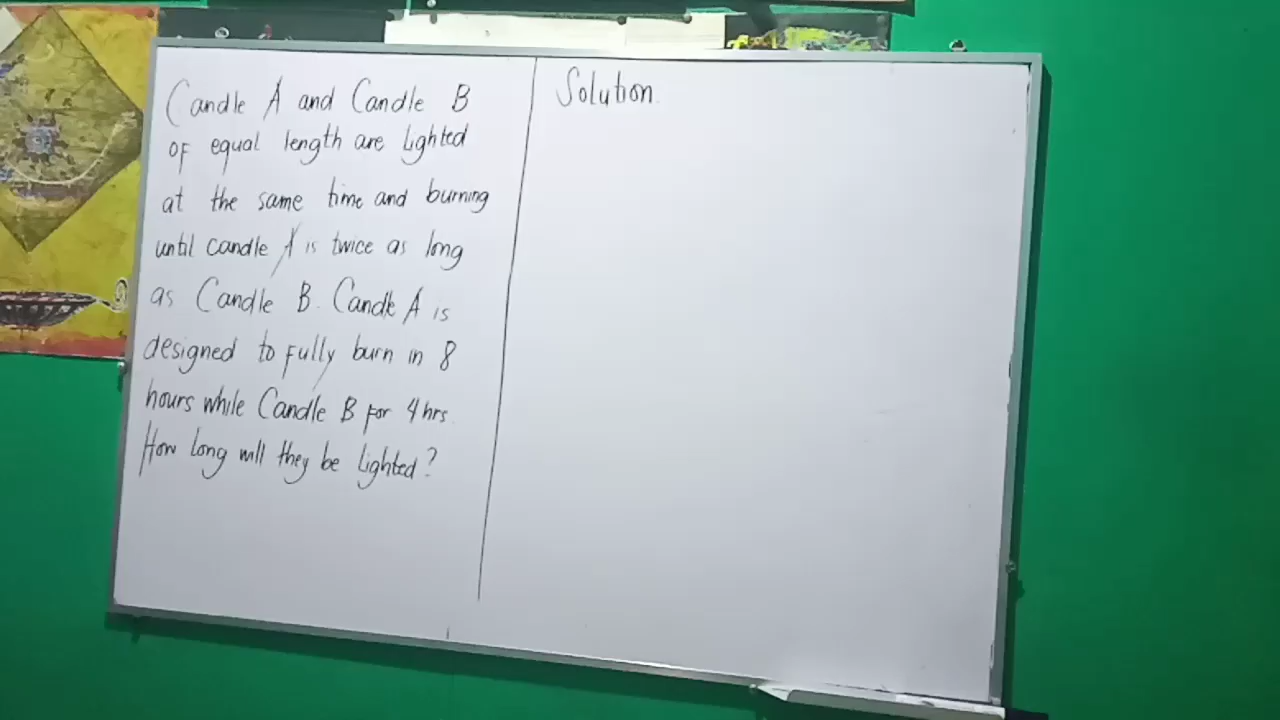 Candle A and Candle B
of equal length are lighted
at the same time and burning
until candle A is twice as long
as Candle B. Candle A is
designed to fully burn in 8
hours while Candle B for 4 hrs.
How long will they be lighted?
Solution.